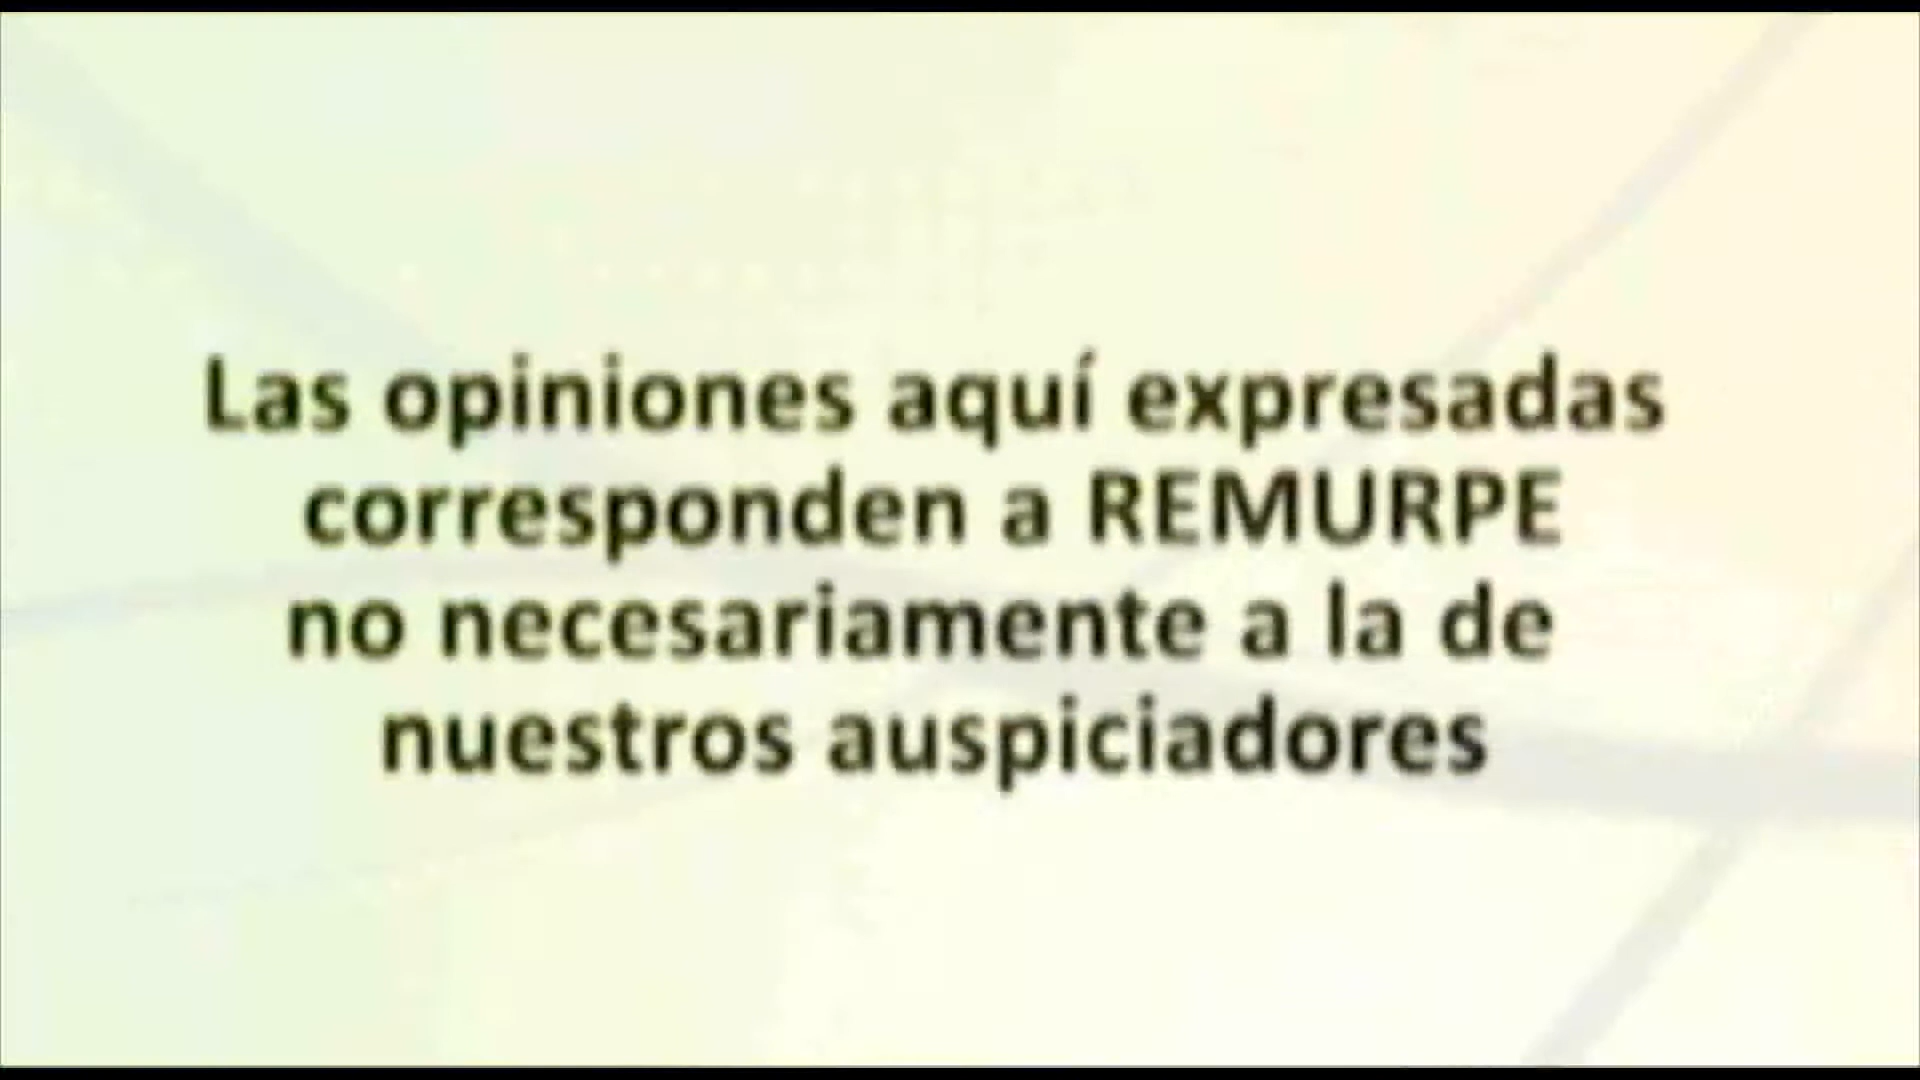 Las opiniones aquí expresadas
corresponden a REMURPE
no necesariamente a la de
nuestros auspiciadores